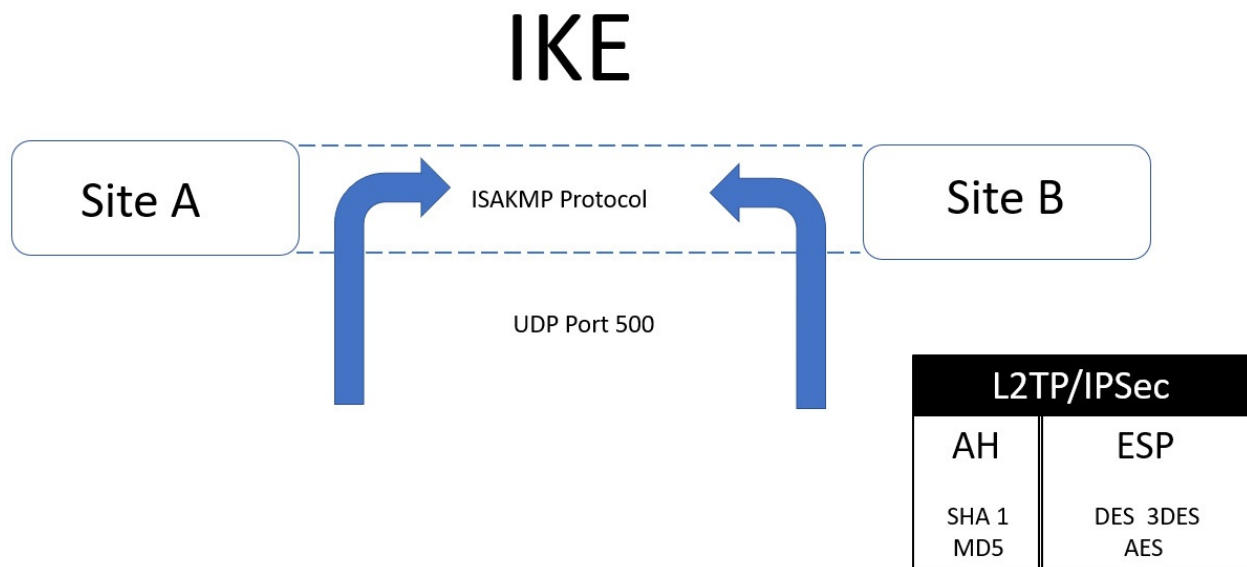 IKE
Site A
ISAKMP Protocol
Site B
UDP Port 500
L2TP/IPSec
AH
ESP
SHA 1
DES 3DES
MD5
AES